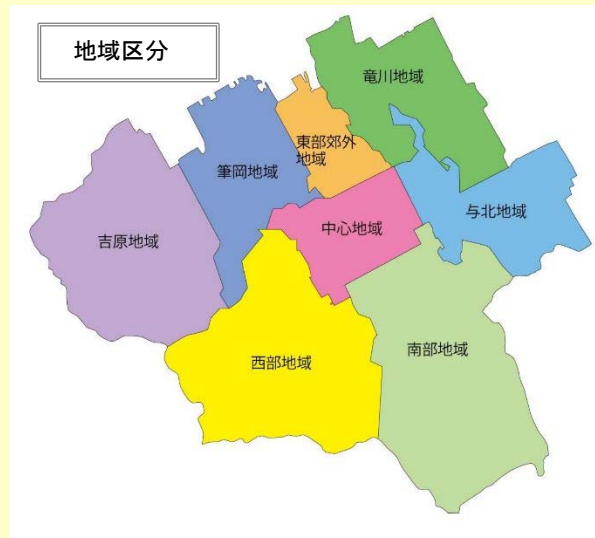 地域区分
竜川地域
東部郊外
地域
筆岡地域
与北地域
中心地域
吉原地域
南部地域
西部地域